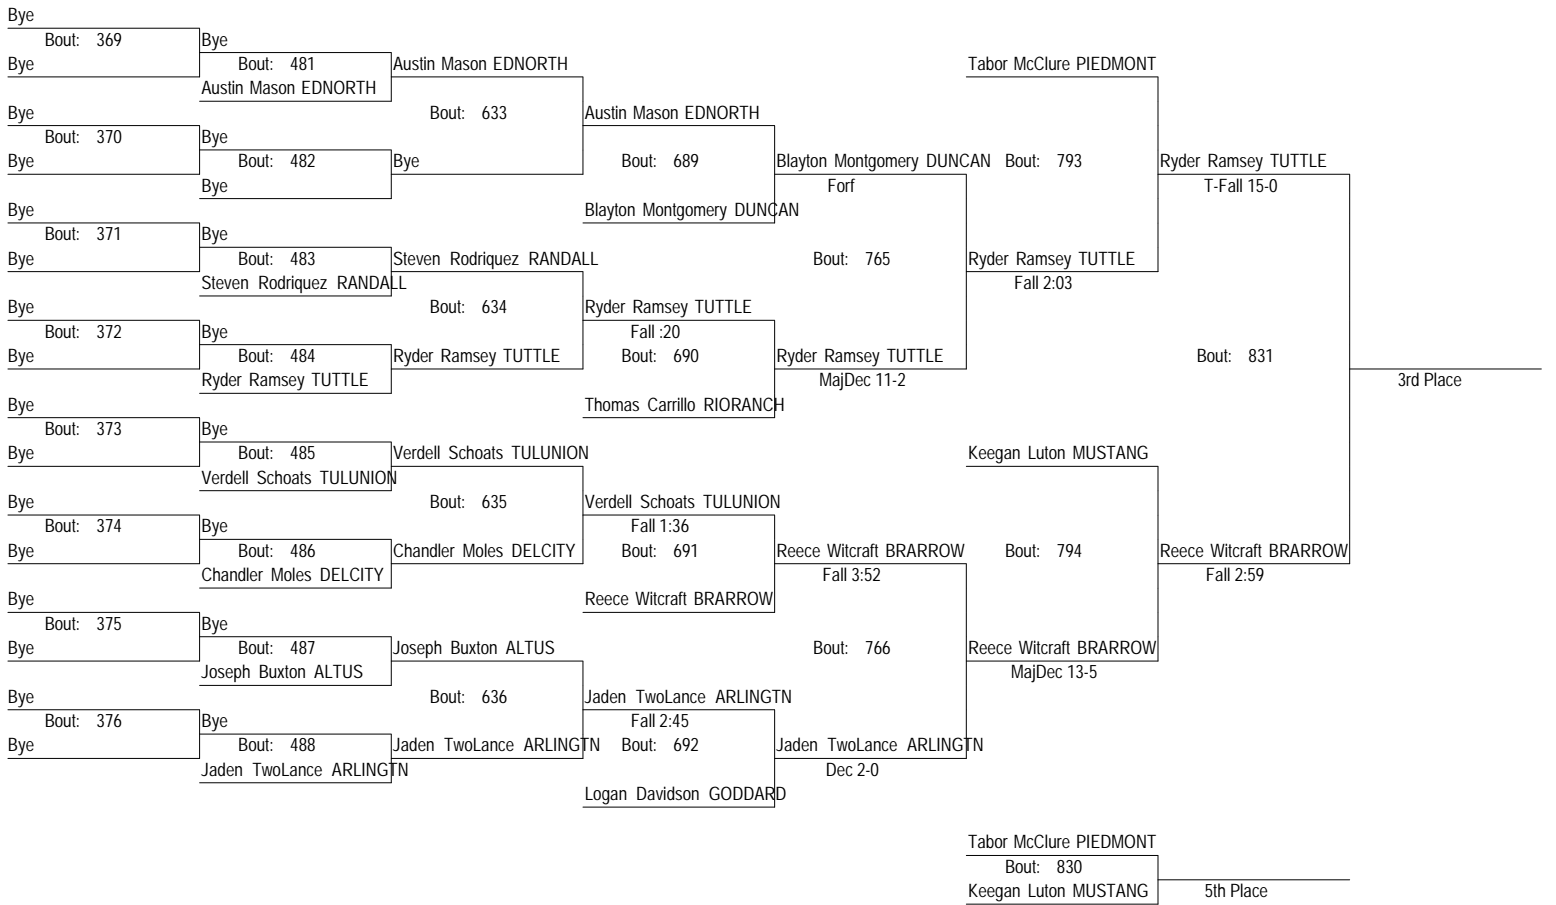 Bye
Bout: 369
Bye
Bye
Bout: 370
Bye
Bye
Bout: 371
Bye
Bye
Bout: 372
Bye
Bye
Bout: 373
Bye
Bye
Bout: 374
Bye
Bye
Bout: 375
Bye
Bye
Bout: 376
Bye
Bye
Bout: 481
Austin Mason EDNORTH
Bye
Bout: 482
Bye
Bye
Bout: 483
Steven Rodriquez RANDALL
Bye
Bout: 484
Ryder Ramsey TUTTLE
Bye
Bout: 485
Verdell Schoats TULUNION
Bye
Bout: 486
Chandler Moles DELCITY
Bye
Bout: 487
Joseph Buxton ALTUS
Bye
Bout: 488
Jaden TwoLance ARLINGTN
Austin Mason EDNORTH
Bout: 633
Bye
Steven Rodriquez RANDALL
Bout: 634
Ryder Ramsey TUTTLE
Verdell Schoats TULUNION
Bout: 635
Chandler Moles DELCITY
Joseph Buxton ALTUS
Bout: 636
Jaden TwoLance ARLINGTN
Austin Mason EDNORTH
Bout: 689
Blayton Montgomery DUNCAN
Ryder Ramsey TUTTLE
Fall :20
Bout: 690
Thomas Carrillo RIORANCH
Verdell Schoats TULUNION
Fall 1:36
Bout: 691
Reece Witcraft BRARROW
Jaden TwoLance ARLINGTN
Fall 2:45
Bout: 692
Logan Davidson GODDARD
Blayton Montgomery DUNCAN
Forf
Bout: 765
Ryder Ramsey TUTTLE
MajDec 11-2
Reece Witcraft BRARROW
Fall 3:52
Bout: 766
Jaden TwoLance ARLINGTN
Dec 2-0
Tabor McClure PIEDMONT
Bout: 793
Ryder Ramsey TUTTLE
Fall 2:03
Keegan Luton MUSTANG
Bout: 794
Reece Witcraft BRARROW
MajDec 13-5
Ryder Ramsey TUTTLE
T-Fall 15-0
Bout: 831
Reece Witcraft BRARROW
Fall 2:59
3rd Place
Tabor McClure PIEDMONT
Bout: 830
Keegan Luton MUSTANG
5th Place